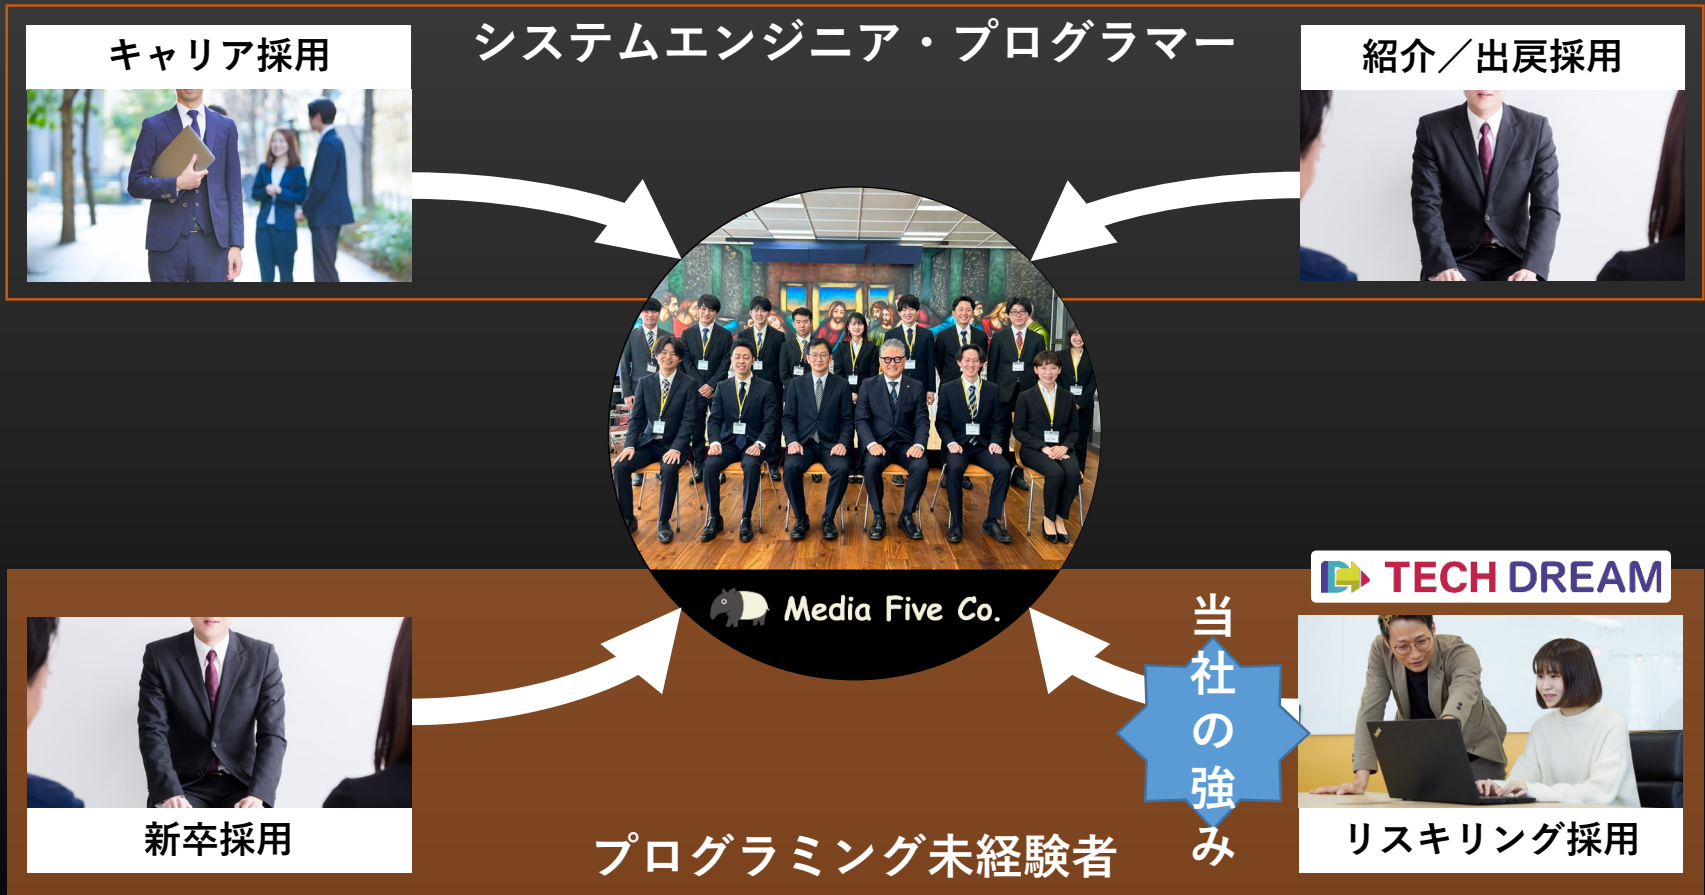 システムエンジニア・プログラマー
キャリア採用
紹介／出戻採用
Media Five Co.
TECH DREAM
当社の強み
新卒採用
プログラミング未経験者
リスキリング採用